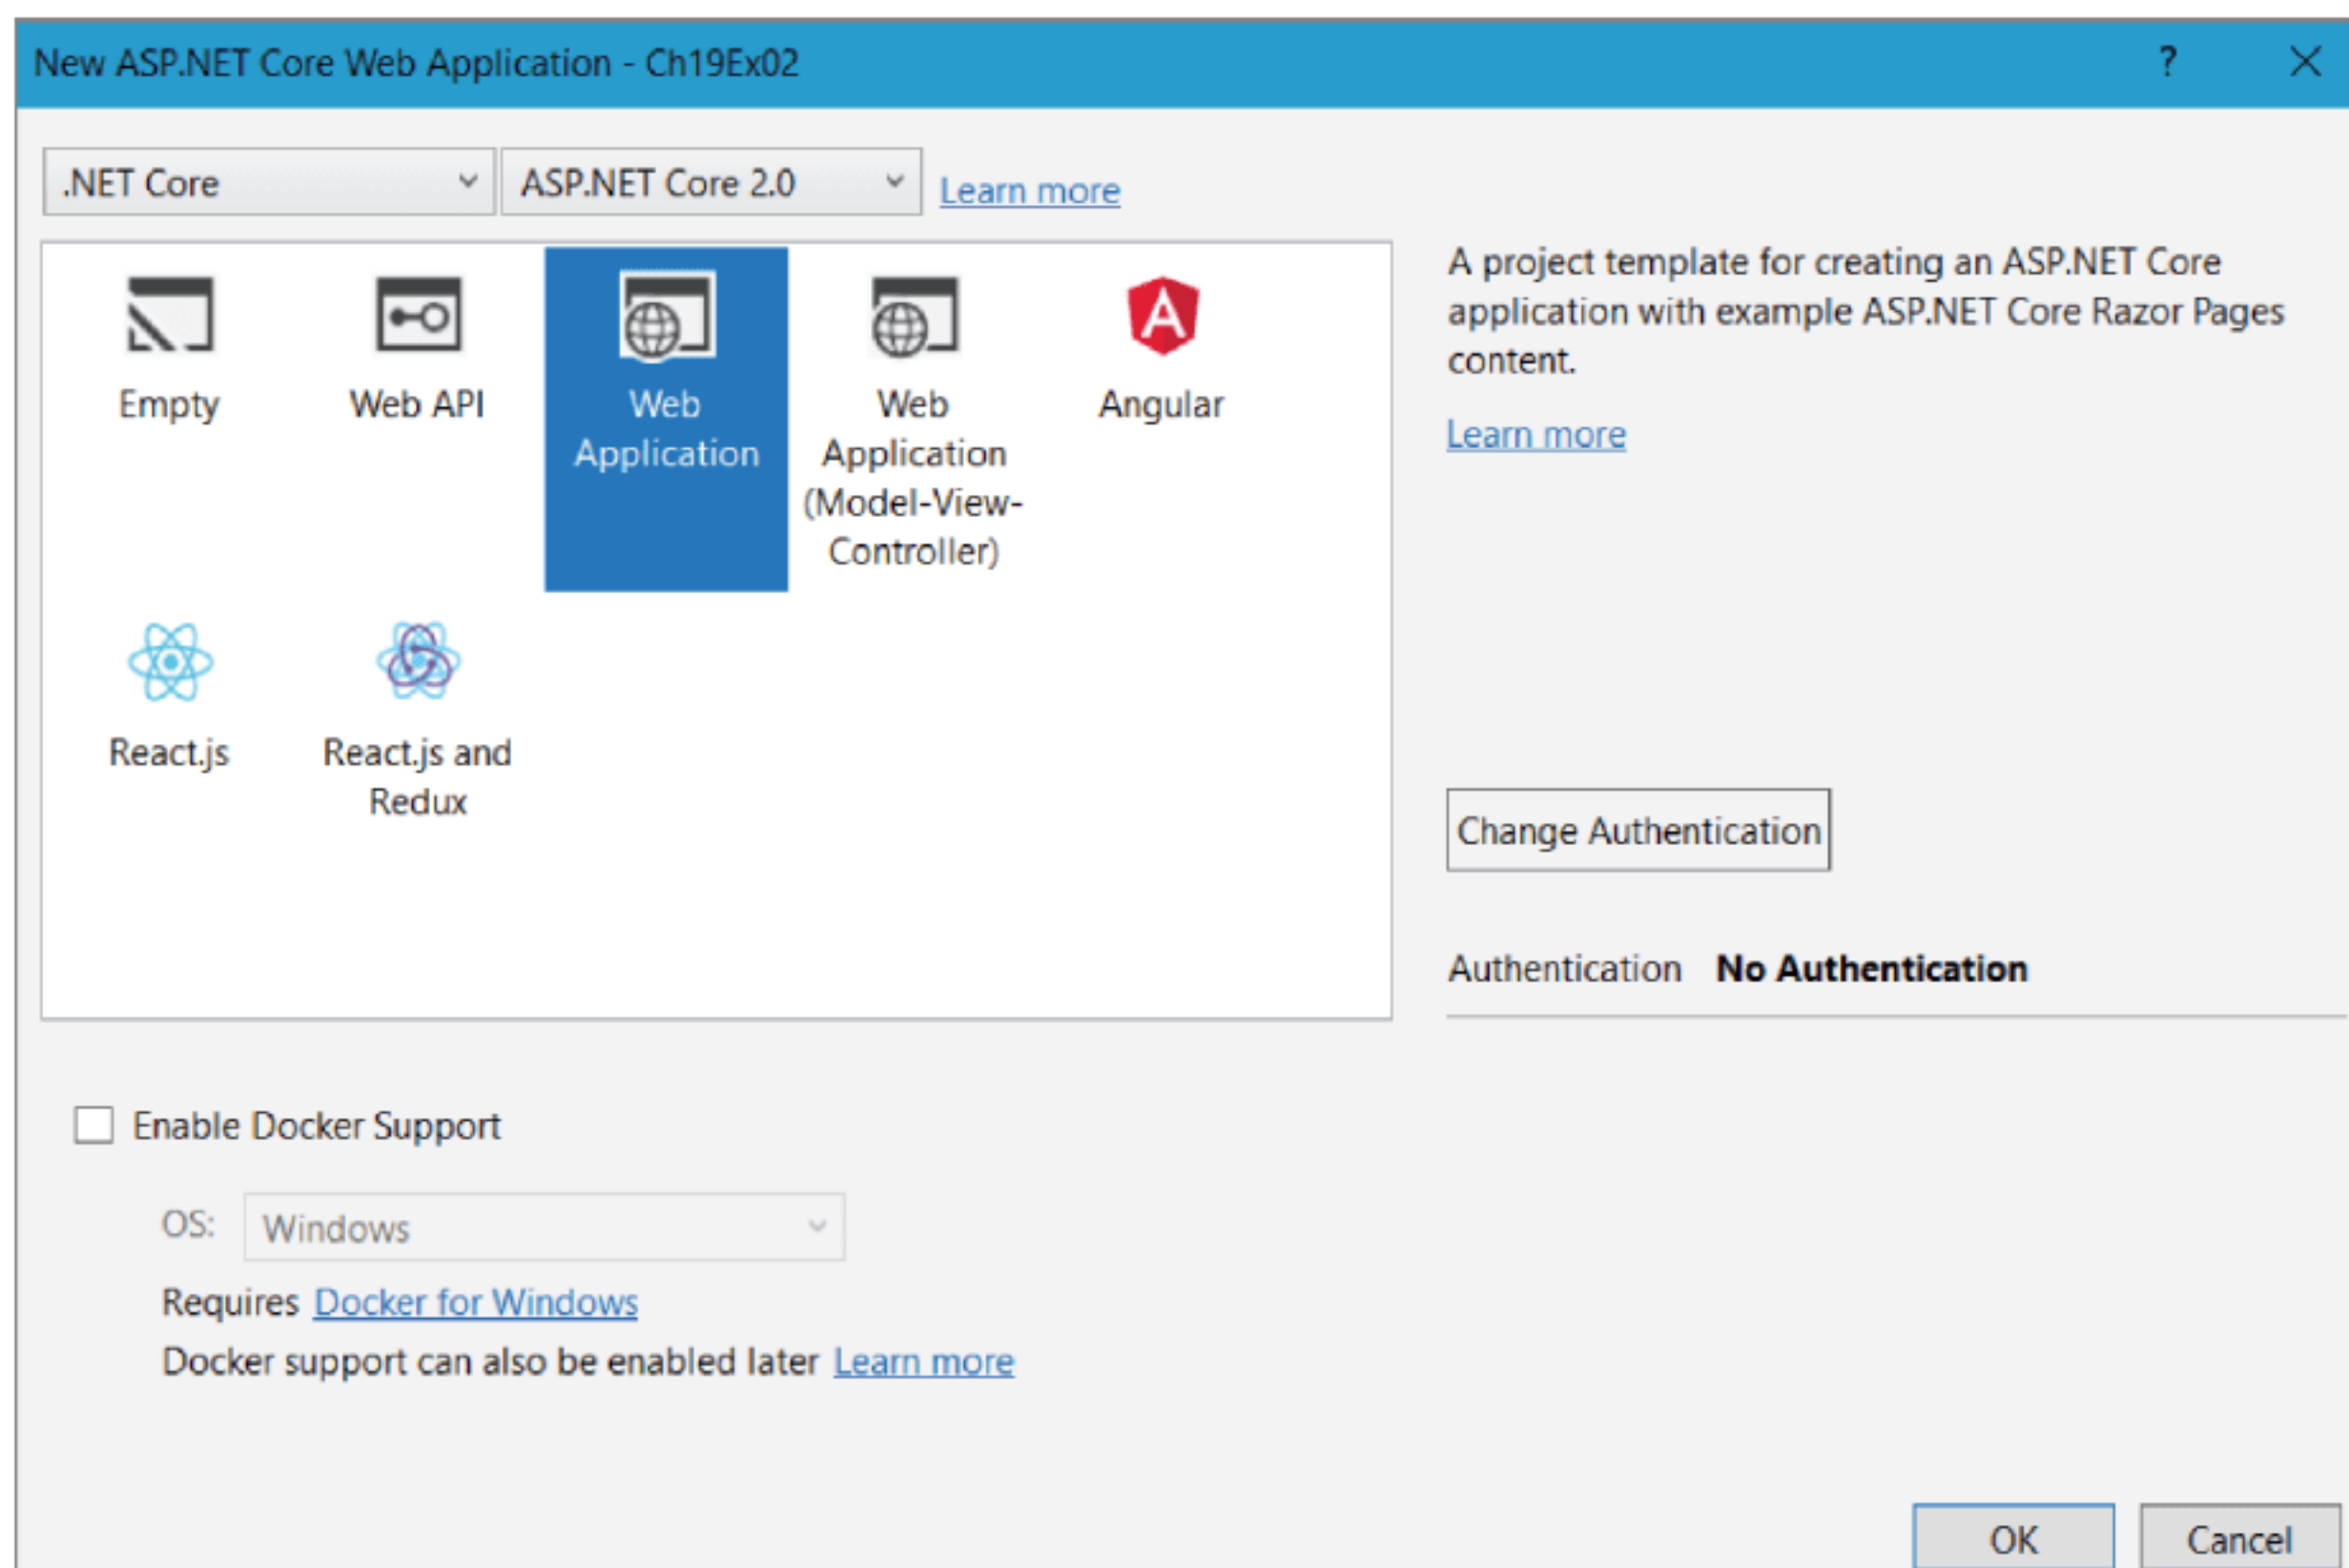 New ASP.NET Core Web Application - Ch19Ex02
?
.NET Core
ASP.NET Core 2.0
Learn more
Empty
Web API
Web
Application
Web
Application
(Model-View-
Controller)
Angular
React.js
React.js and
Redux
A project template for creating an ASP.NET Core
application with example ASP.NET Core Razor Pages
content.
Learn more
Change Authentication
Authentication No Authentication
Enable Docker Support
OS: Windows
Requires Docker for Windows
Docker support can also be enabled later Learn more
OK
Cancel